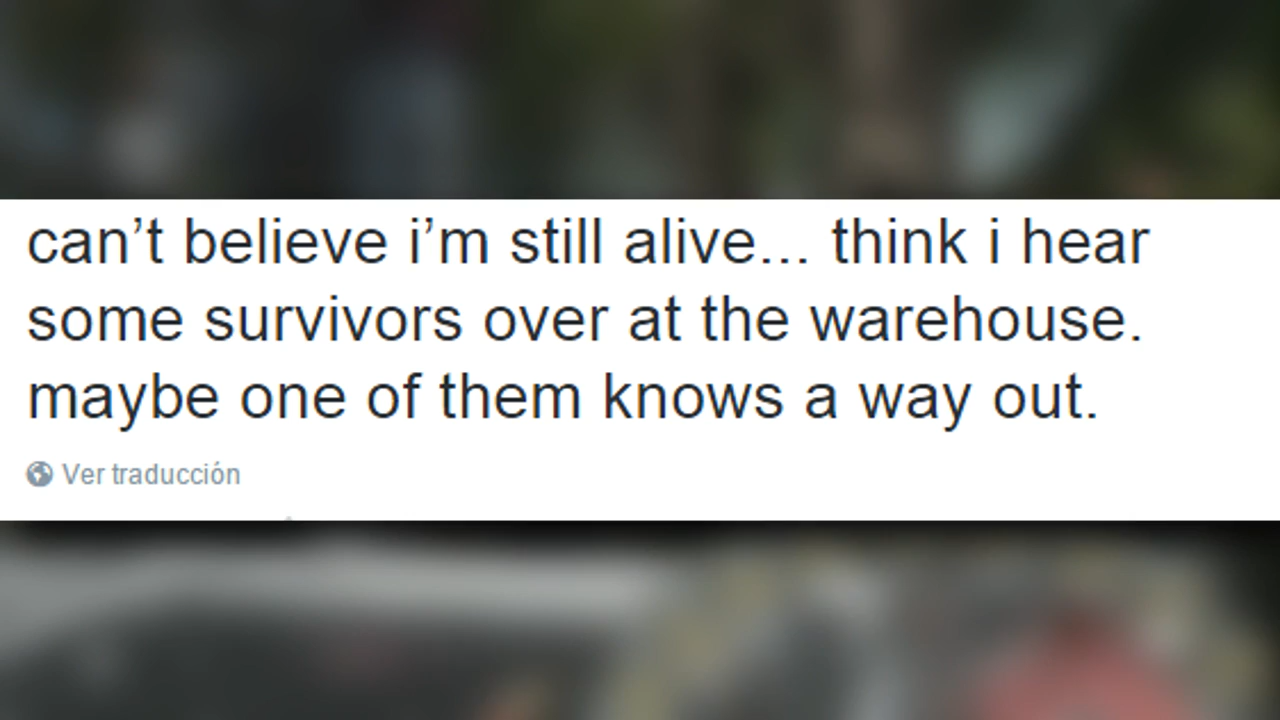 can’t believe i’m still alive... think i hear
some survivors over at the warehouse.
maybe one of them knows a way out.
Ver traducción